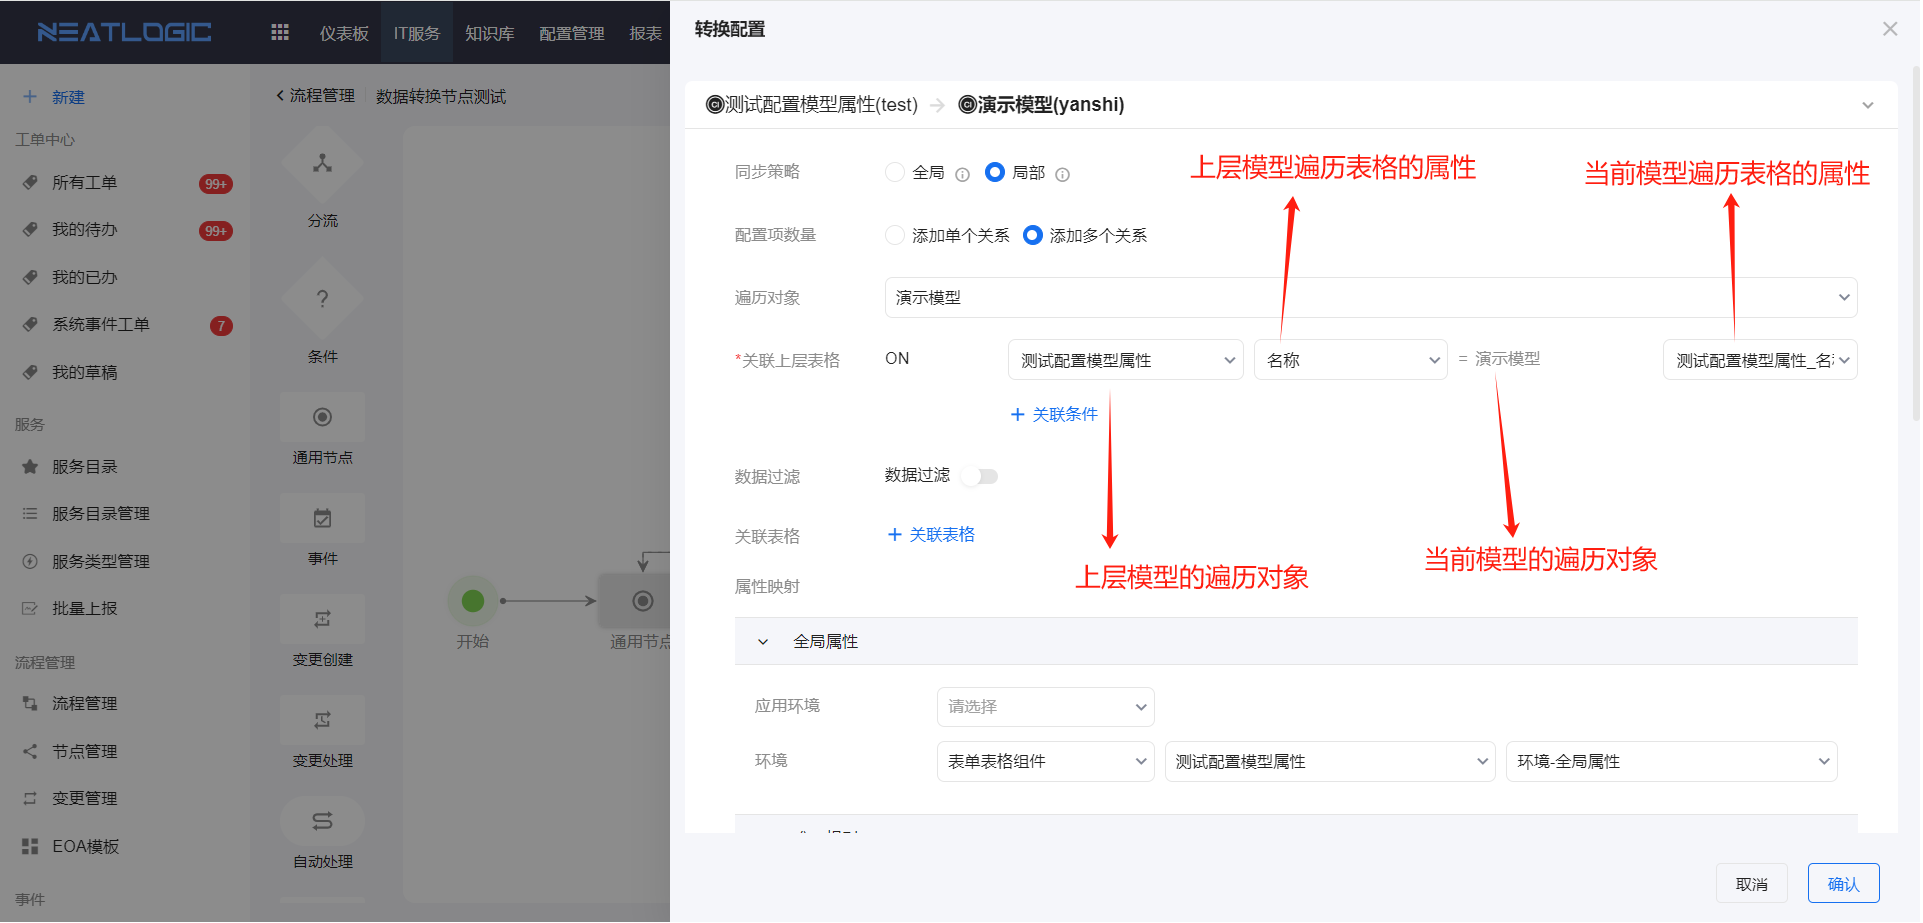 NEATLOGIC
仪表板
IT服务
知识库
配置管理
报表
新建
工单中心
所有工单
99+
我的待办
99+
我的已办
系统事件工单
7
我的草稿
服务
服务目录
服务目录管理
服务类型管理
批量上报
流程管理
流程管理
节点管理
变更管理
EOA模板
事件
流程管理
数据转换节点测试
分流
?
条件
通用节点
事件
变更创建
变更处理
自动处理
开始
通用节点
转换配置
测试配置模型属性(test)
演示模型(yanshi)
同步策略
全局
局部
上层模型遍历表格的属性
当前模型遍历表格的属性
配置项数量
添加单个关系
添加多个关系
遍历对象
演示模型
*关联上层表格
ON
测试配置模型属性
名称
= 演示模型
测试配置模型属性_名
+ 关联条件
数据过滤
数据过滤
关联表格
+ 关联表格
上层模型的遍历对象
当前模型的遍历对象
属性映射
全局属性
应用环境
请选择
环境
表单表格组件
测试配置模型属性
环境-全局属性
取消
确认